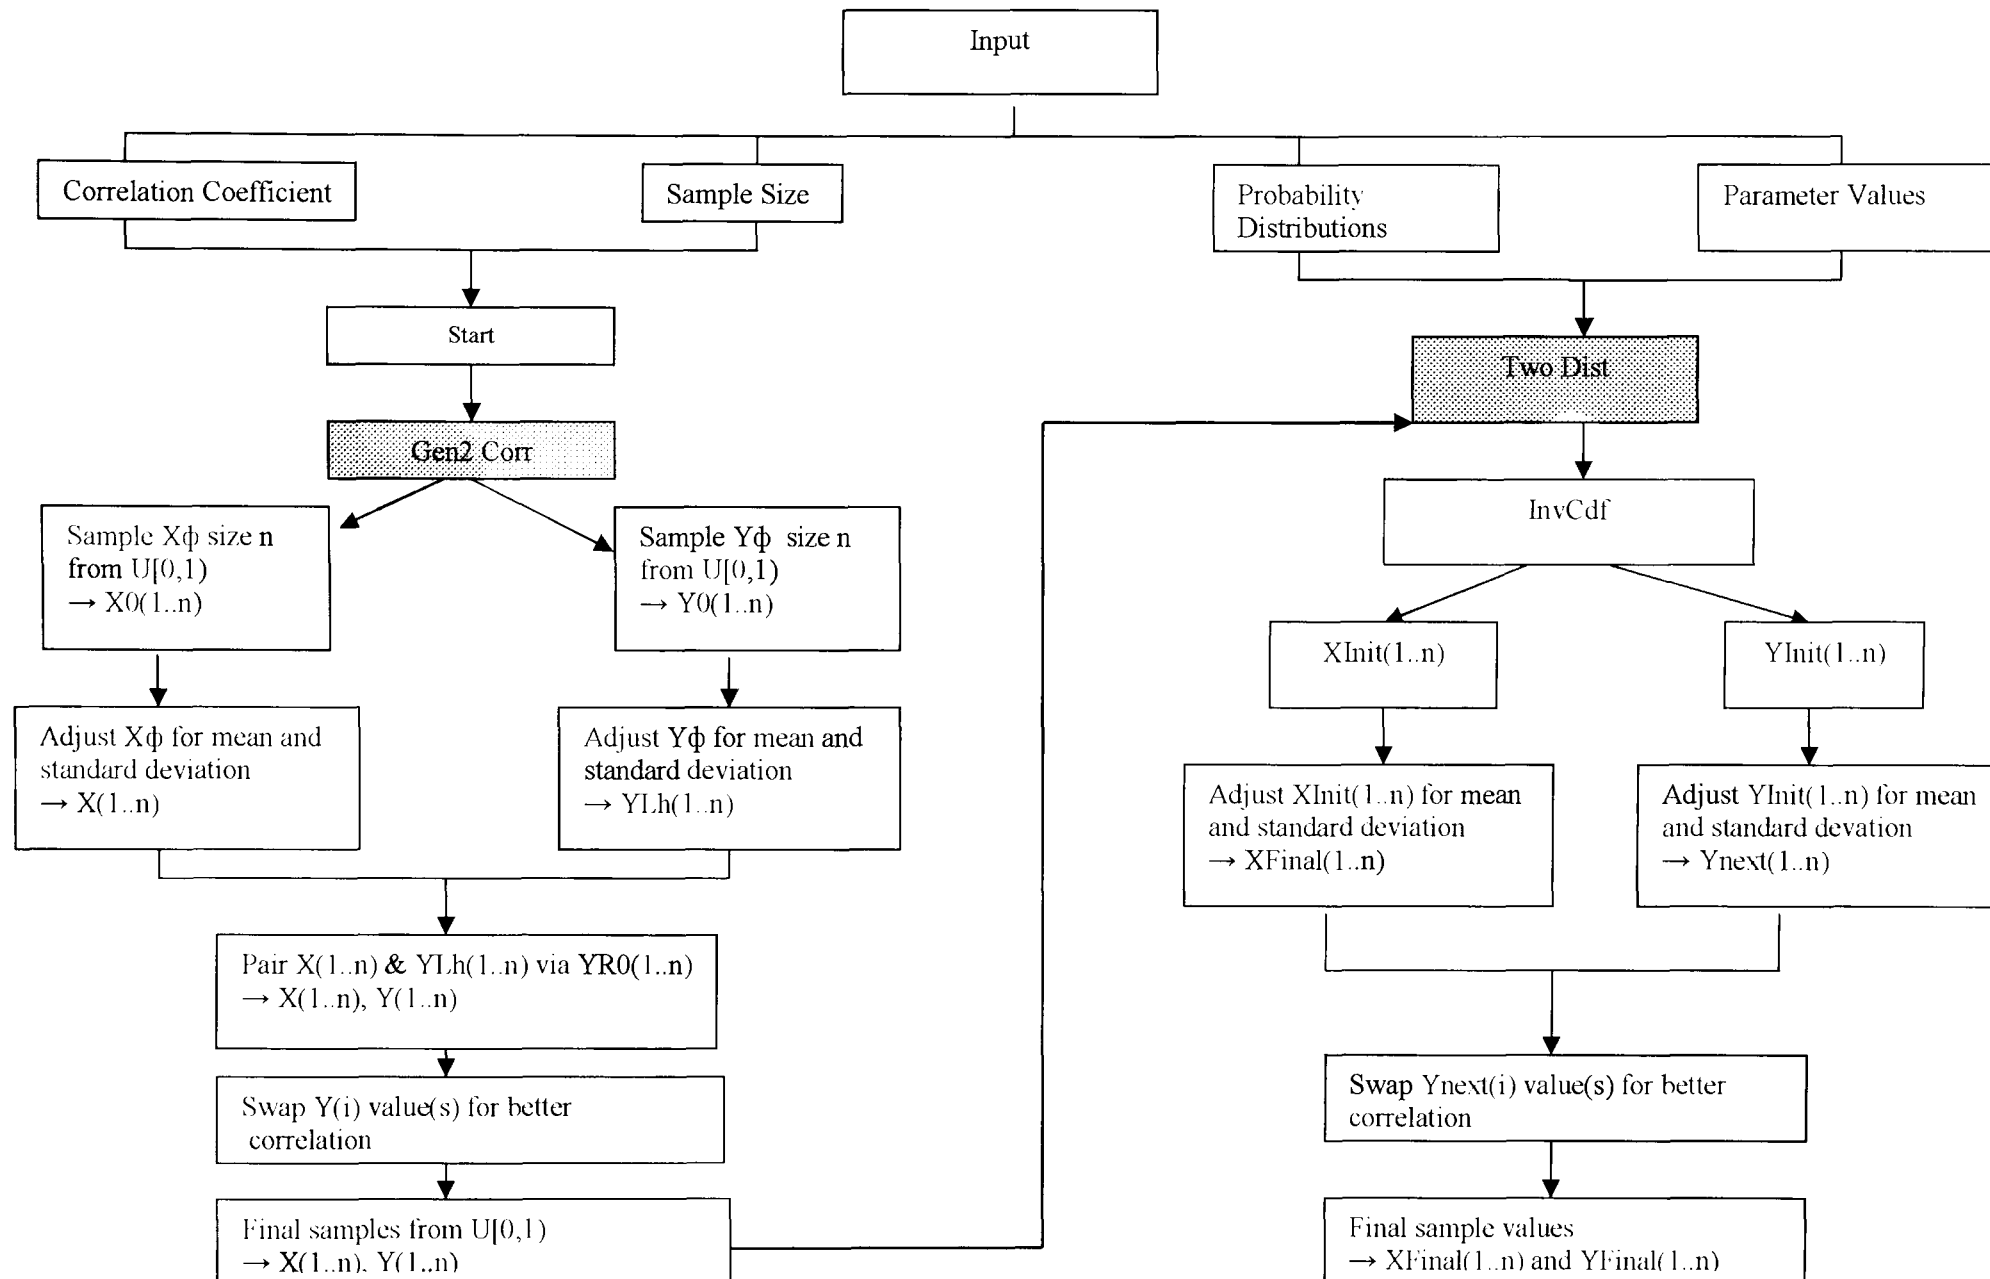 Input
Correlation Coefficient
Sample Size
Probability
Distributions
Parameter Values
Start
Gen2 Corr
Sample Xϕ size n
from U[0,1)
→ X0(1..n)
Sample Yϕ size n
from U[0,1)
→ Y0(1..n)
Adjust Xϕ for mean and
standard deviation
→ X(1..n)
Adjust Yϕ for mean and
standard deviation
→ YLh(1..n)
Pair X(1..n) & YLh(1..n) via YR0(1..n)
→ X(1..n), Y(1..n)
Swap Y(i) value(s) for better
correlation
Final samples from U[0,1)
→ X(1..n), Y(1..n)
Two Dist
InvCdf
XInit(1..n)
YInit(1..n)
Adjust XInit(1..n) for mean
and standard deviation
→ XFinal(1..n)
Adjust YInit(1..n) for mean
and standard devation
→ Ynext(1..n)
Swap Ynext(i) value(s) for better
correlation
Final sample values
→ XFinal(1..n) and YFinal(1..n)